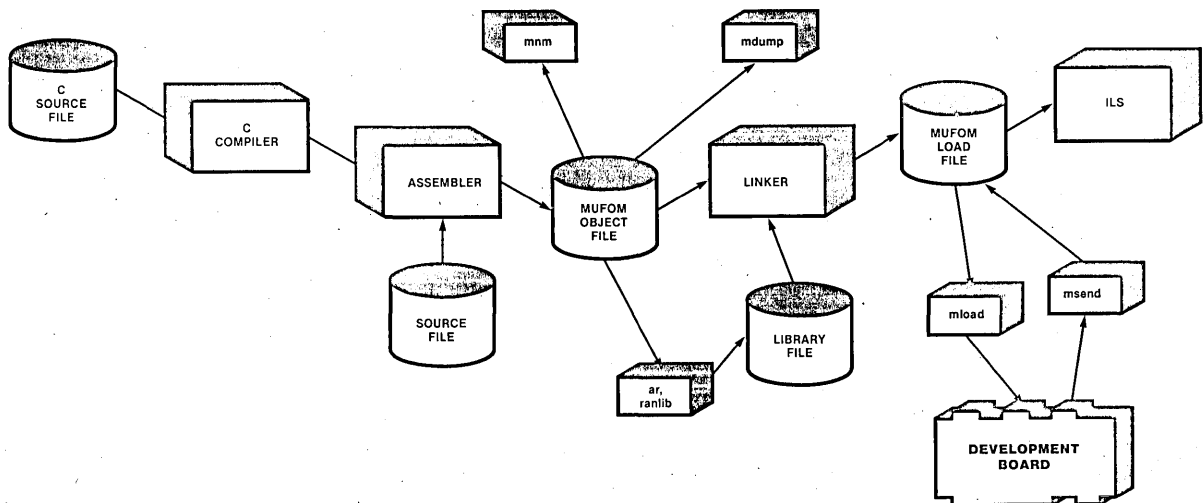 mnm
mdump
C
SOURCE
FILE
C
COMPILER
ASSEMBLER
MUFOM
OBJECT
FILE
LINKER
MUFOM
LOAD
FILE
ILS
SOURCE
FILE
ar,
ranlib
LIBRARY
FILE
mload
msend
DEVELOPMENT
BOARD